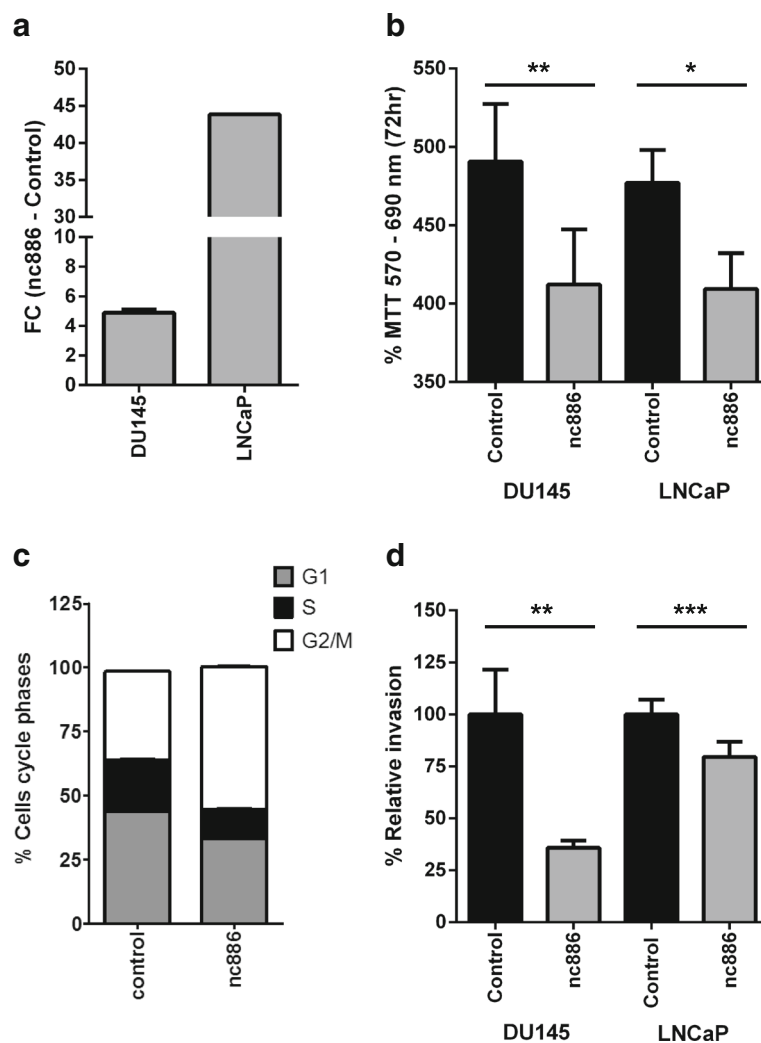 a
FC (nc886 - Control)
50
45
40
35
30
10
8
6
4
2
0
DU145
LNCaP
b
% MTT 570 - 690 nm (72hr)
550
500
450
400
350
** *
Control
nc886
Control
nc886
DU145 LNCaP
c
G1
S
G2/M
% Cells cycle phases
125
100
75
50
25
0
control
nc886
d
% Relative invasion
150
125
100
75
50
25
0
** ***
Control
nc886
Control
nc886
DU145 LNCaP